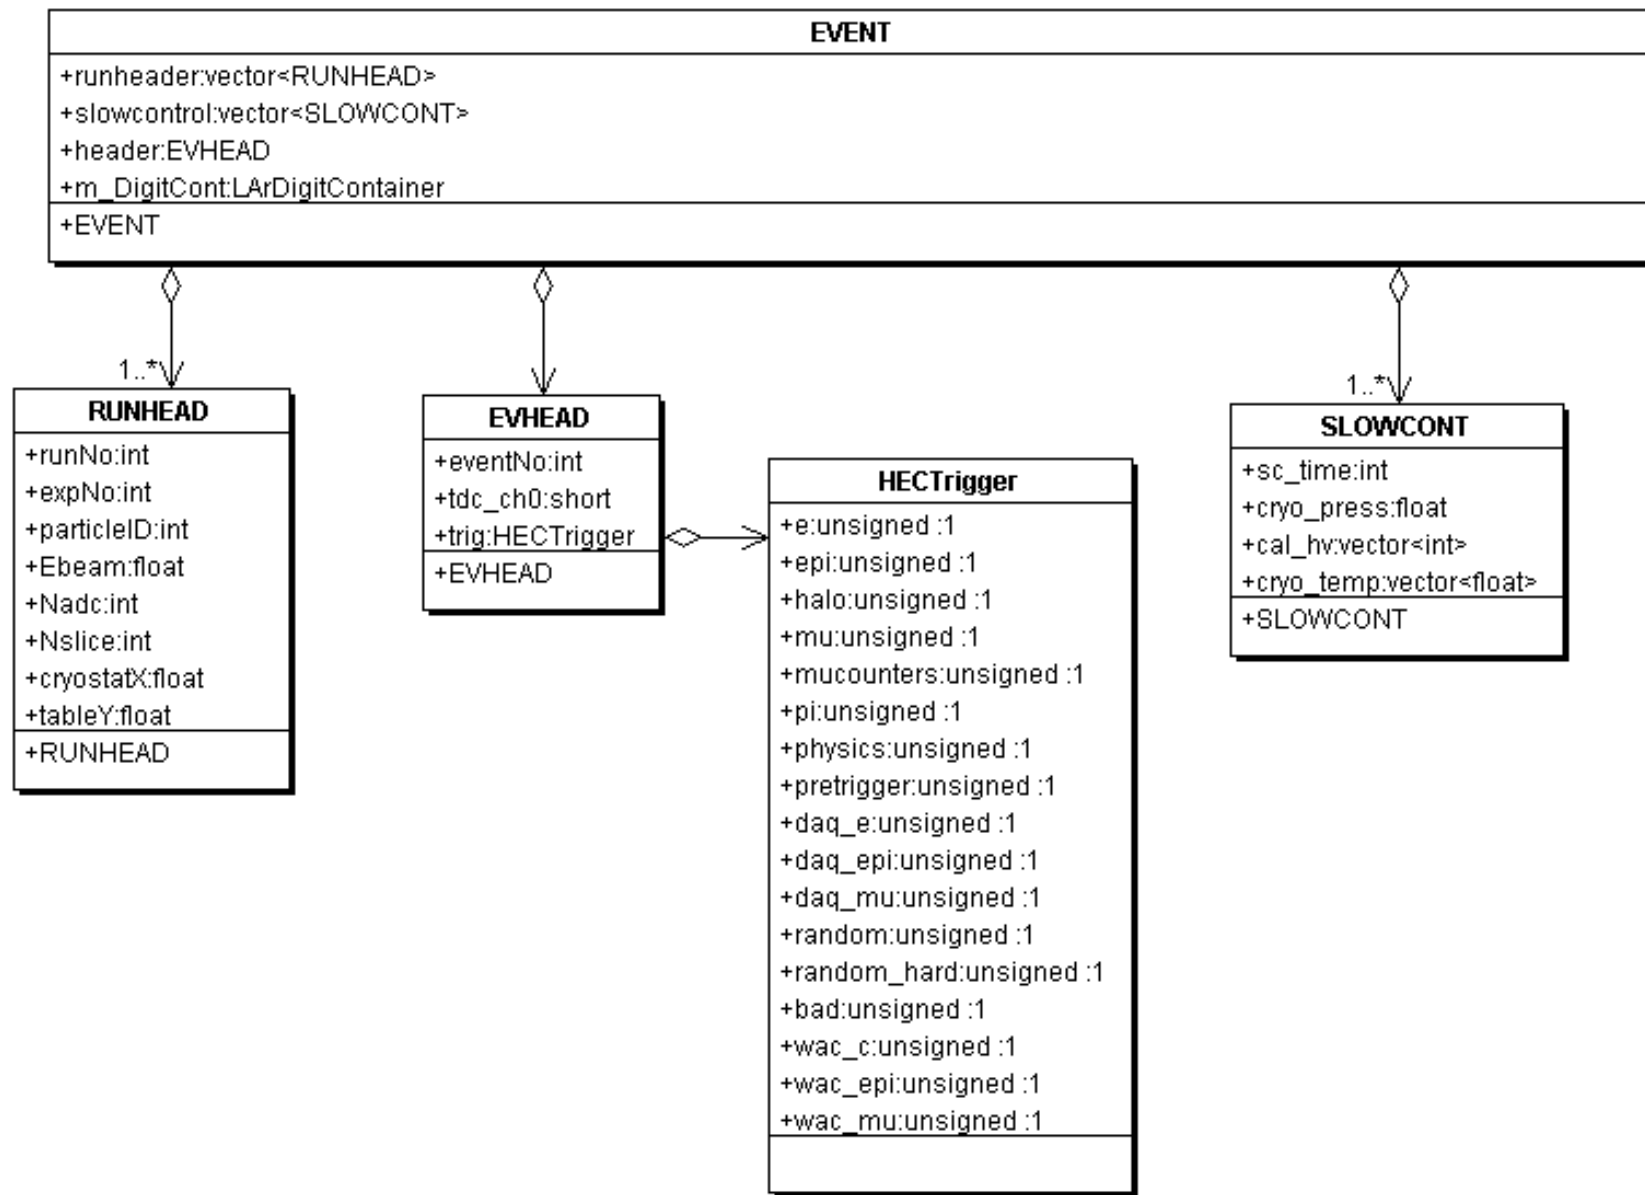 EVENT
+runheader:vector<RUNHEAD>
+slowcontrol:vector<SLOWCONT>
+header:EVHEAD
+m_DigitCont:LArDigitContainer
+EVENT
1..*
RUNHEAD
+runNo:int
+expNo:int
+particleID:int
+Ebeam:float
+Nadc:int
+Nslice:int
+cryostatX:float
+tableY:float
+RUNHEAD
EVHEAD
+eventNo:int
+tdc_ch0:short
+trig:HECTrigger
+EVHEAD
HECTrigger
+e:unsigned :1
+epi:unsigned :1
+halo:unsigned :1
+mu:unsigned :1
+mucounters:unsigned :1
+pi:unsigned :1
+physics:unsigned :1
+pretrigger:unsigned :1
+daq_e:unsigned :1
+daq_epi:unsigned :1
+daq_mu:unsigned :1
+random:unsigned :1
+random_hard:unsigned :1
+bad:unsigned :1
+wac_c:unsigned :1
+wac_epi:unsigned :1
+wac_mu:unsigned :1
1..*
SLOWCONT
+sc_time:int
+cryo_press:float
+cal_hv:vector<int>
+cryo_temp:vector<float>
+SLOWCONT